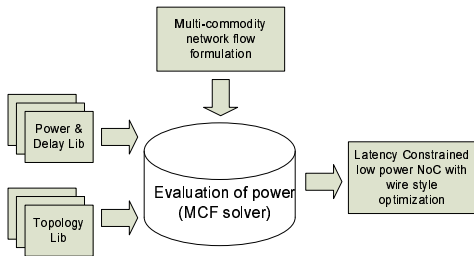 Multi-commodity
network flow
formulation
Power &
Delay Lib
Evaluation of power
(MCF solver)
Latency Constrained
low power NoC with
wire style
optimization
Topology
Lib